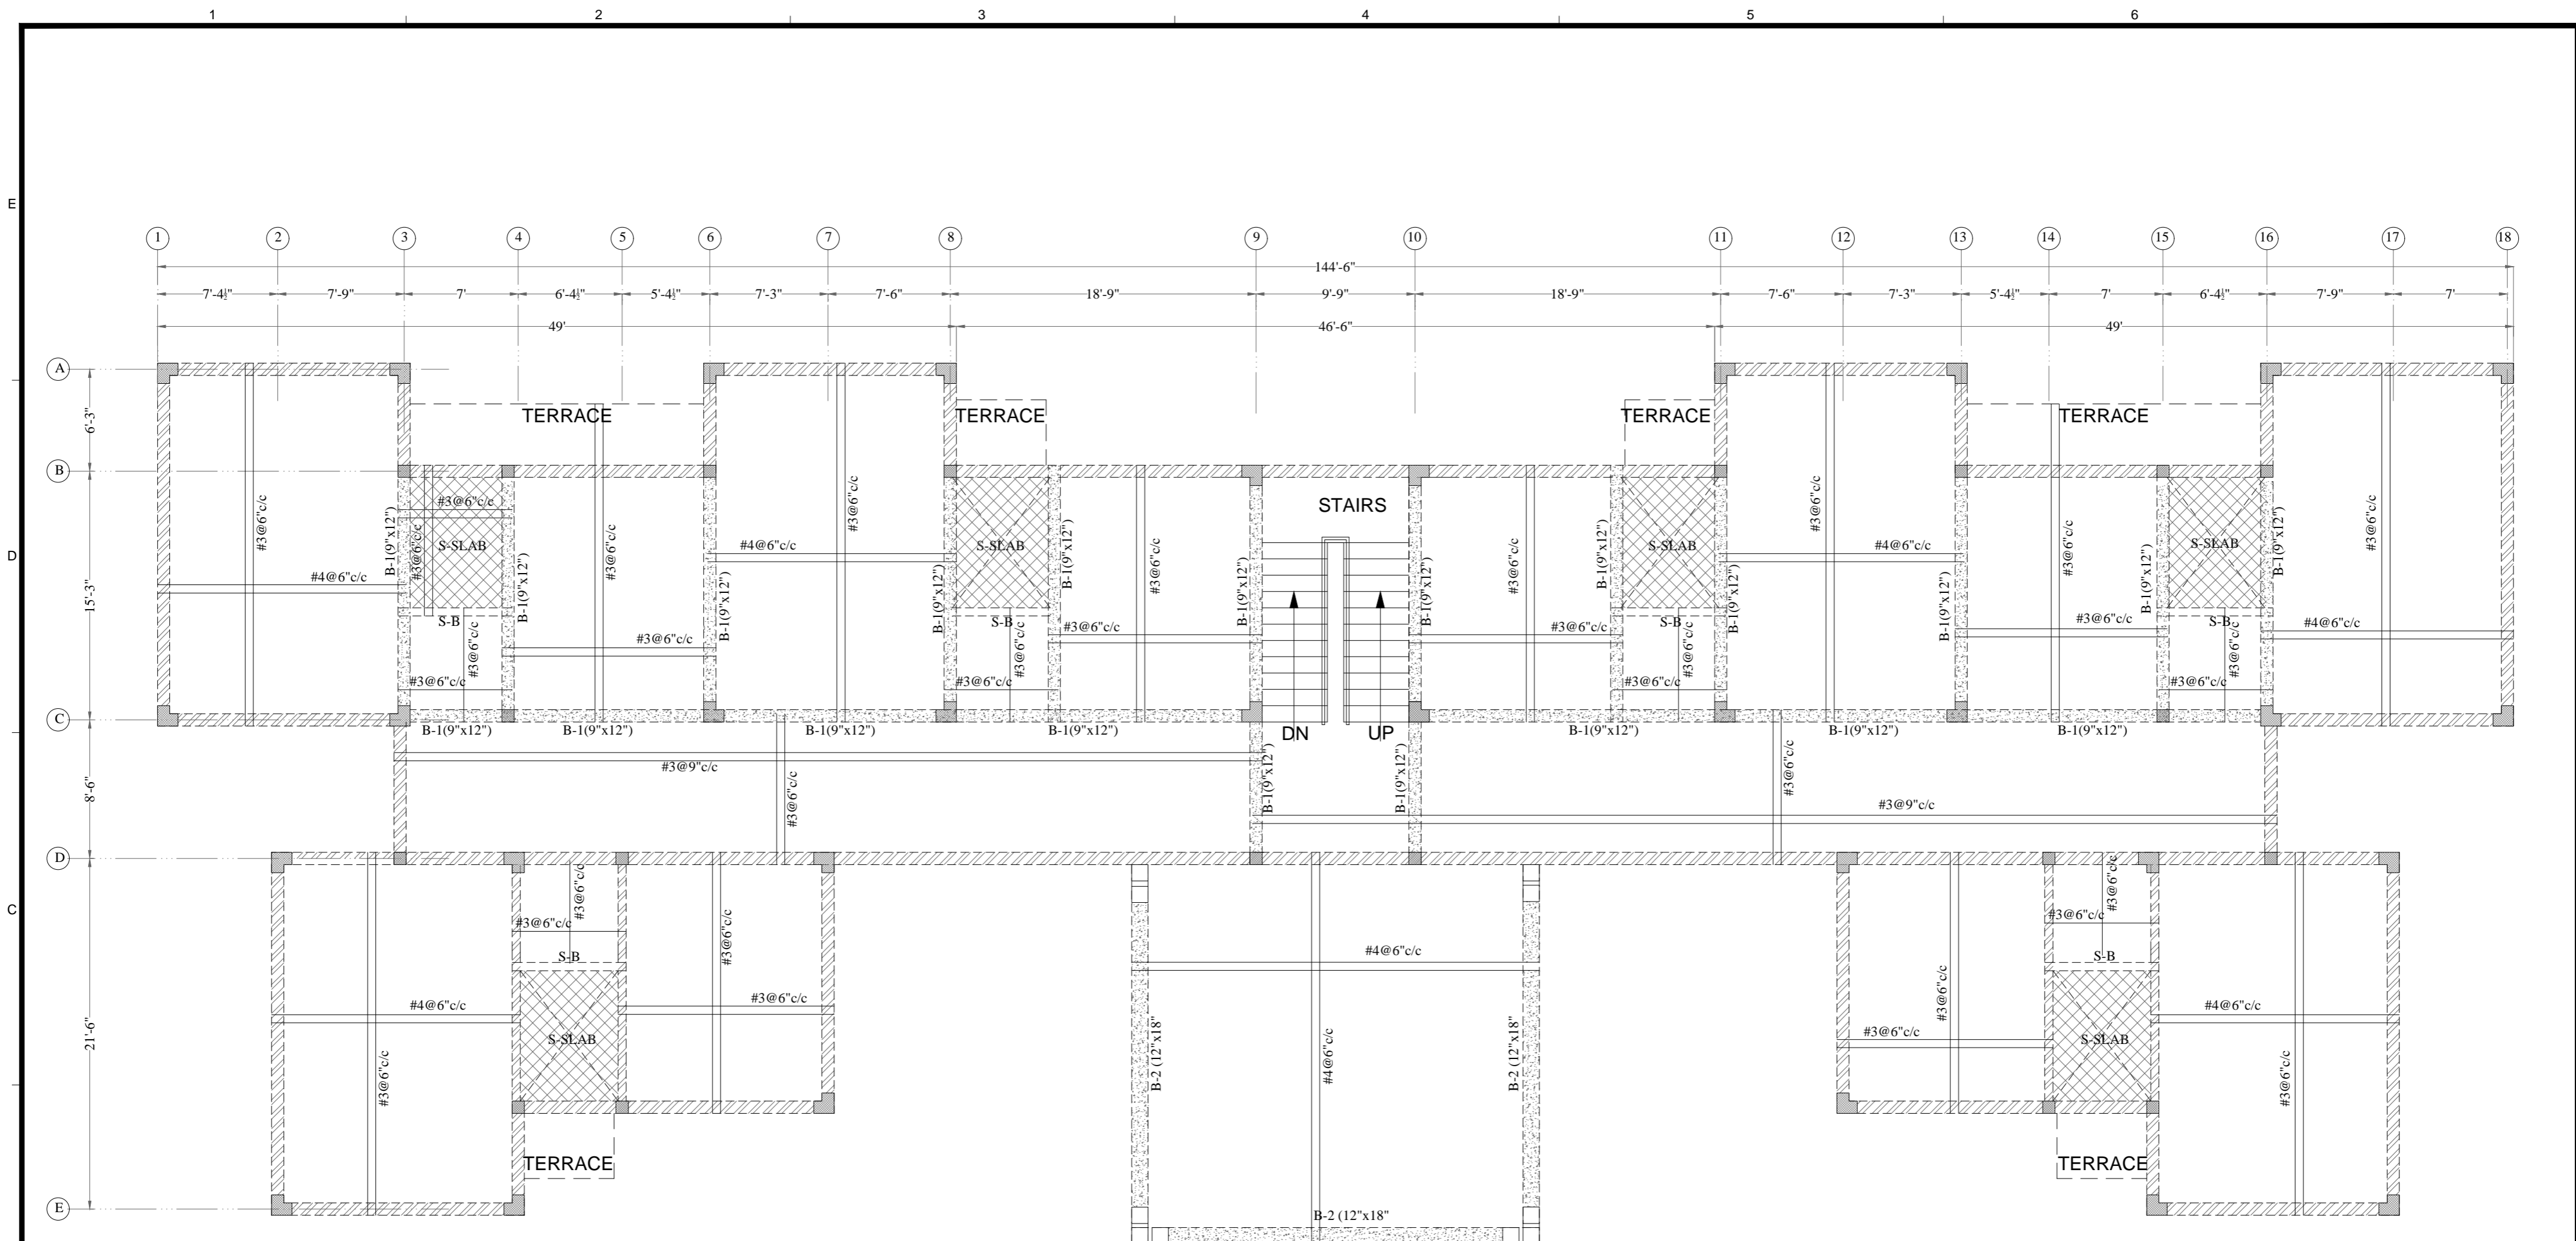 1 2 3 4 5 6
E
1 2 3 4 5 6 7 8 9 10 11 12 13 14 15 16 17 18
144'-6"
7'-4½" 7'-9" 7' 6'-4½" 5'-4½" 7'-3" 7'-6" 18'-9" 9'-9" 18'-9" 7'-6" 7'-3" 5'-4½" 7' 6'-4½" 7'-9" 7'
49' 46'-6" 49'
A
TERRACE TERRACE TERRACE TERRACE
6'-3"
B
#3@6"c/c #3@6"c/c #3@6"c/c #3@6"c/c
STAIRS
D
B-1(9"x12") #3@6"c/c S-SLAB B-1(9"x12") #3@6"c/c #4@6"c/c S-SLAB B-1(9"x12") #3@6"c/c #3@6"c/c B-1(9"x12") S-SLAB #4@6"c/c #3@6"c/c S-SLAB B-1(9"x12")
#4@6"c/c
15'-3"
B-1(9"x12") B-1(9"x12") B-1(9"x12") B-1(9"x12") B-1(9"x12") B-1(9"x12") B-1(9"x12")
S-B S-B S-B S-B
#3@6"c/c #3@6"c/c #3@6"c/c #3@6"c/c #4@6"c/c
#3@6"c/c #3@6"c/c #3@6"c/c #3@6"c/c
#3@6"c/c #3@6"c/c #3@6"c/c #3@6"c/c
C
B-1(9"x12") B-1(9"x12") B-1(9"x12") B-1(9"x12") DN UP B-1(9"x12") B-1(9"x12") B-1(9"x12")
#3@9"c/c
8'-6"
#3@6"c/c B-1(9"x12") B-1(9"x12") #3@6"c/c
#3@9"c/c
D
C
#3@6"c/c #3@6"c/c #3@6"c/c
#3@6"c/c #3@6"c/c
S-B #4@6"c/c S-B
#3@6"c/c
#4@6"c/c #3@6"c/c #4@6"c/c
21'-6"
S-SLAB #3@6"c/c S-SLAB
#3@6"c/c B-2 (12"x18" #4@6"c/c B-2 (12"x18" #3@6"c/c
TERRACE TERRACE
E
B-2 (12"x18"